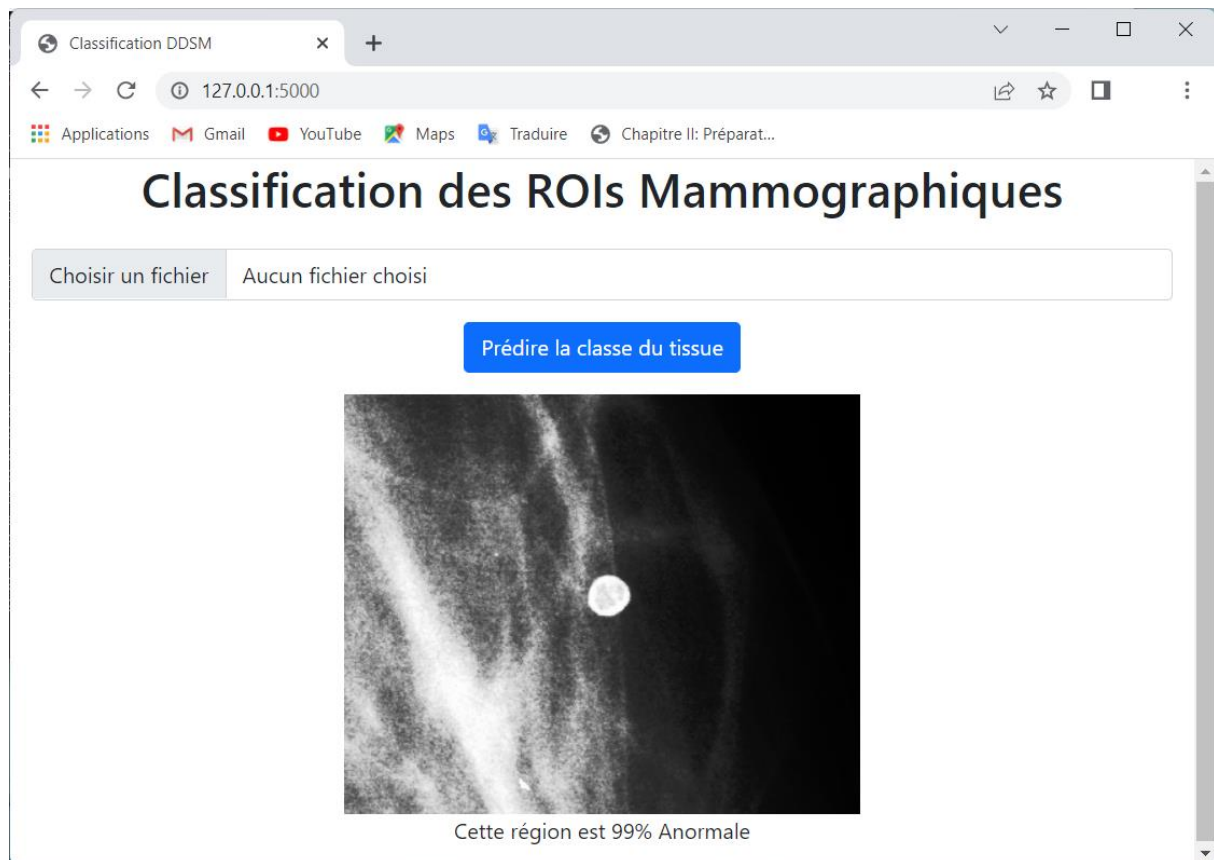 Classification DDSM
127.0.0.1:5000
Applications Gmail YouTube Maps Traduire Chapitre II: Préparat...
Classification des ROIs Mammographiques
Choisir un fichier Aucun fichier choisi
Prédire la classe du tissue
Cette région est 99% Anormale